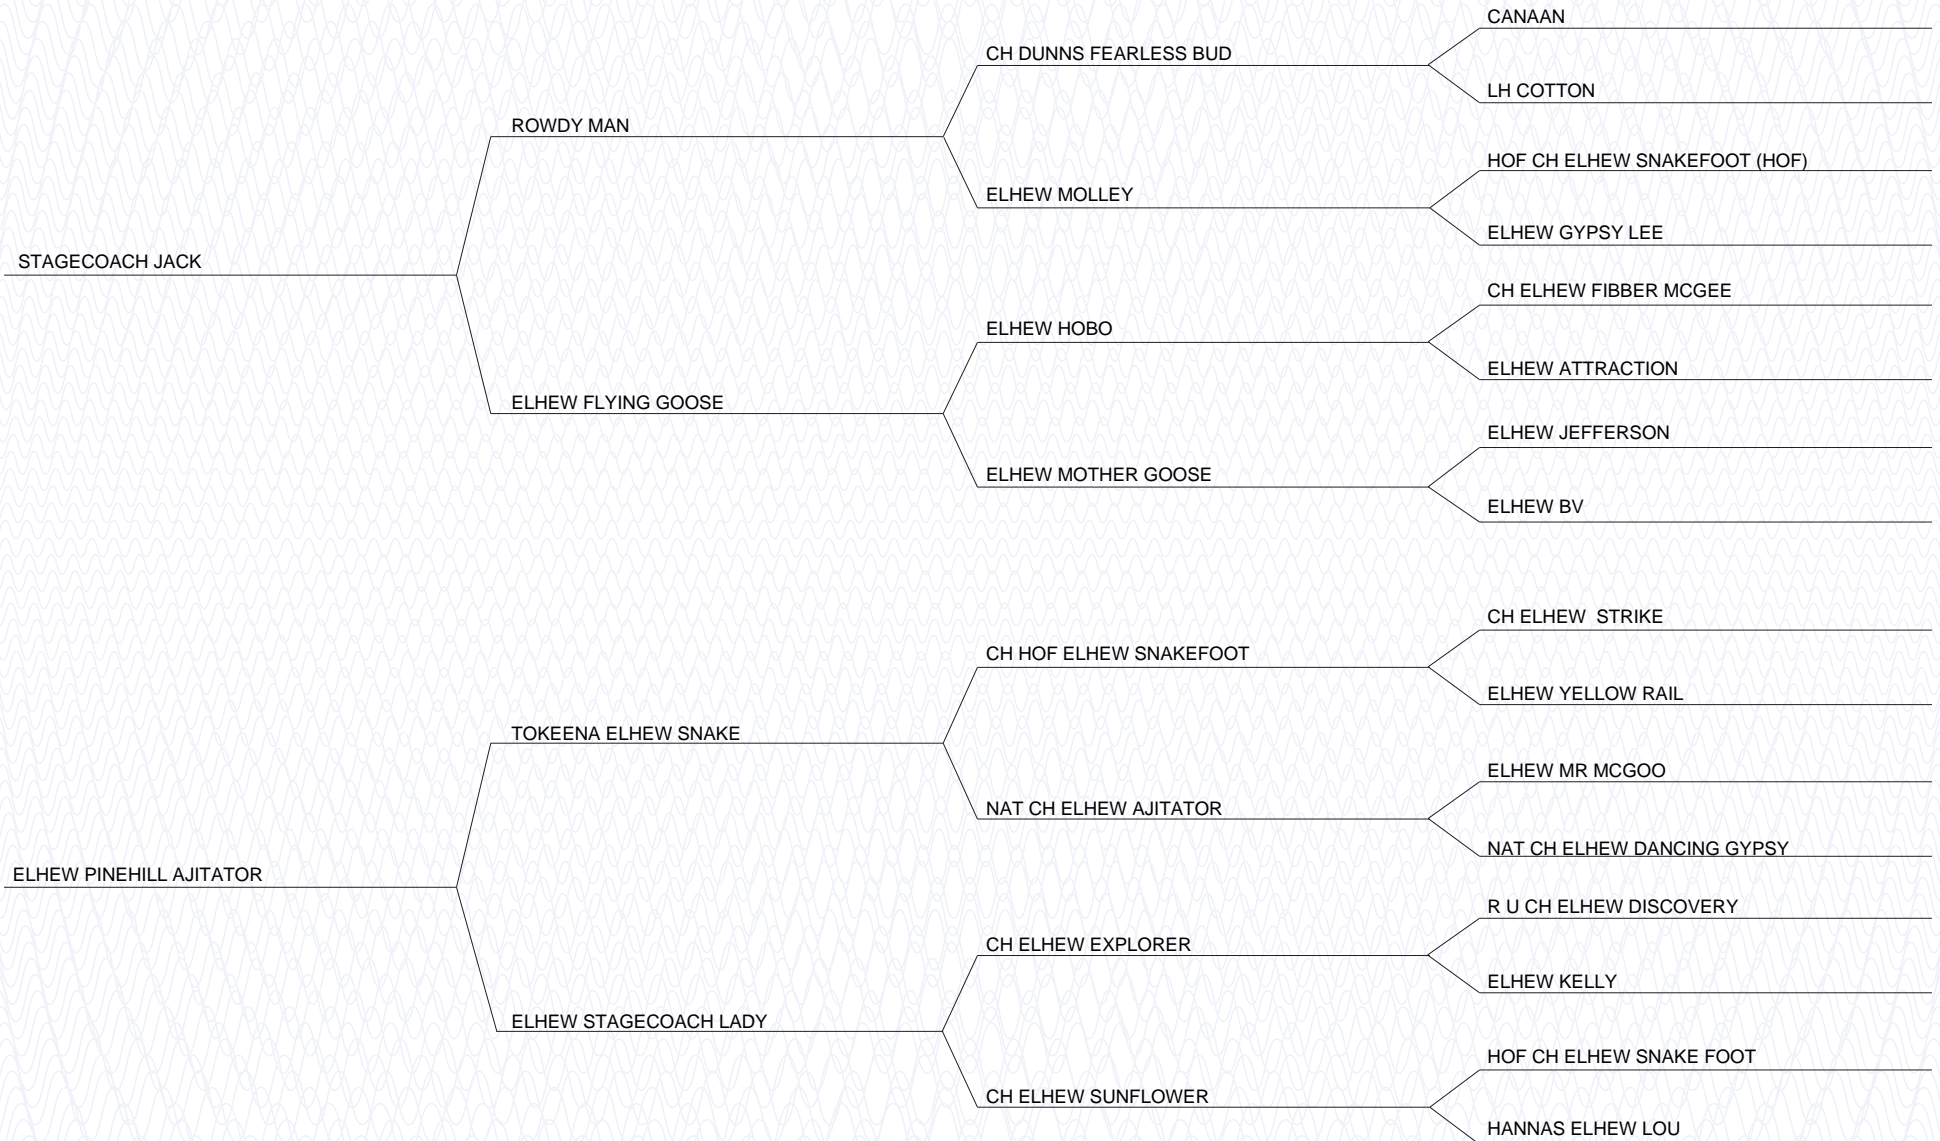 CANAAN
CH DUNNS FEARLESS BUD
LH COTTON
ROWDY MAN
HOF CH ELHEW SNAKEFOOT (HOF)
ELHEW MOLLEY
ELHEW GYPSY LEE
STAGECOACH JACK
CH ELHEW FIBBER MCGEE
ELHEW HOBO
ELHEW ATTRACTION
ELHEW FLYING GOOSE
ELHEW JEFFERSON
ELHEW MOTHER GOOSE
ELHEW BV
CH ELHEW  STRIKE
CH HOF ELHEW SNAKEFOOT
ELHEW YELLOW RAIL
TOKEENA ELHEW SNAKE
ELHEW MR MCGOO
NAT CH ELHEW AJITATOR
NAT CH ELHEW DANCING GYPSY
ELHEW PINEHILL AJITATOR
R U CH ELHEW DISCOVERY
CH ELHEW EXPLORER
ELHEW KELLY
ELHEW STAGECOACH LADY
HOF CH ELHEW SNAKE FOOT
CH ELHEW SUNFLOWER
HANNAS ELHEW LOU